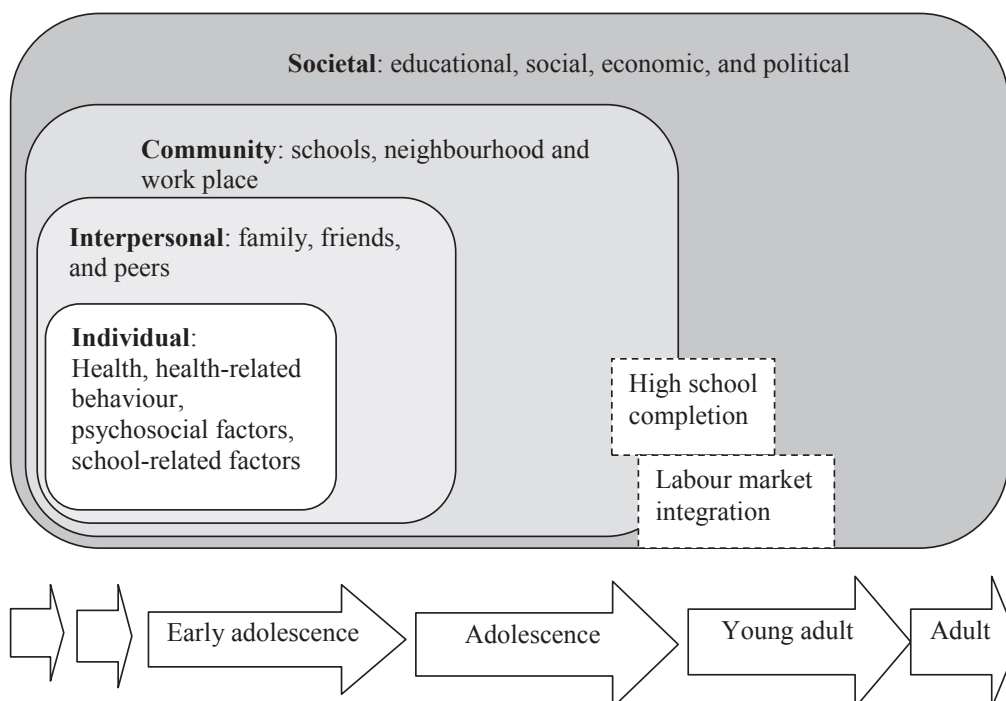 Societal: educational, social, economic, and political
Community: schools, neighbourhood and
work place
Interpersonal: family, friends,
and peers
Individual:
Health, health-related
behaviour,
psychosocial factors,
school-related factors
High school
completion
Labour market
integration
Early adolescence
Adolescence
Young adult
Adult